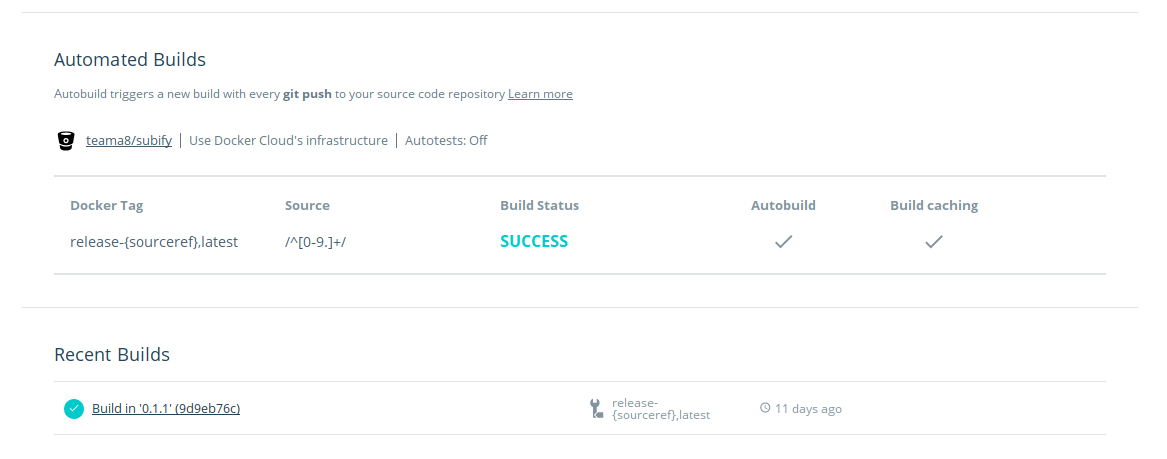 Automated Builds
Autobuild triggers a new build with every git push to your source code repository Learn more
teama8/subify | Use Docker Cloud's infrastructure | Autotests: Off
Docker Tag Source Build Status Autobuild Build caching
release-{sourceref},latest /^[0-9.]+/ SUCCESS
Recent Builds
Build in '0.1.1' (9d9eb76c) release-{sourceref},latest 11 days ago